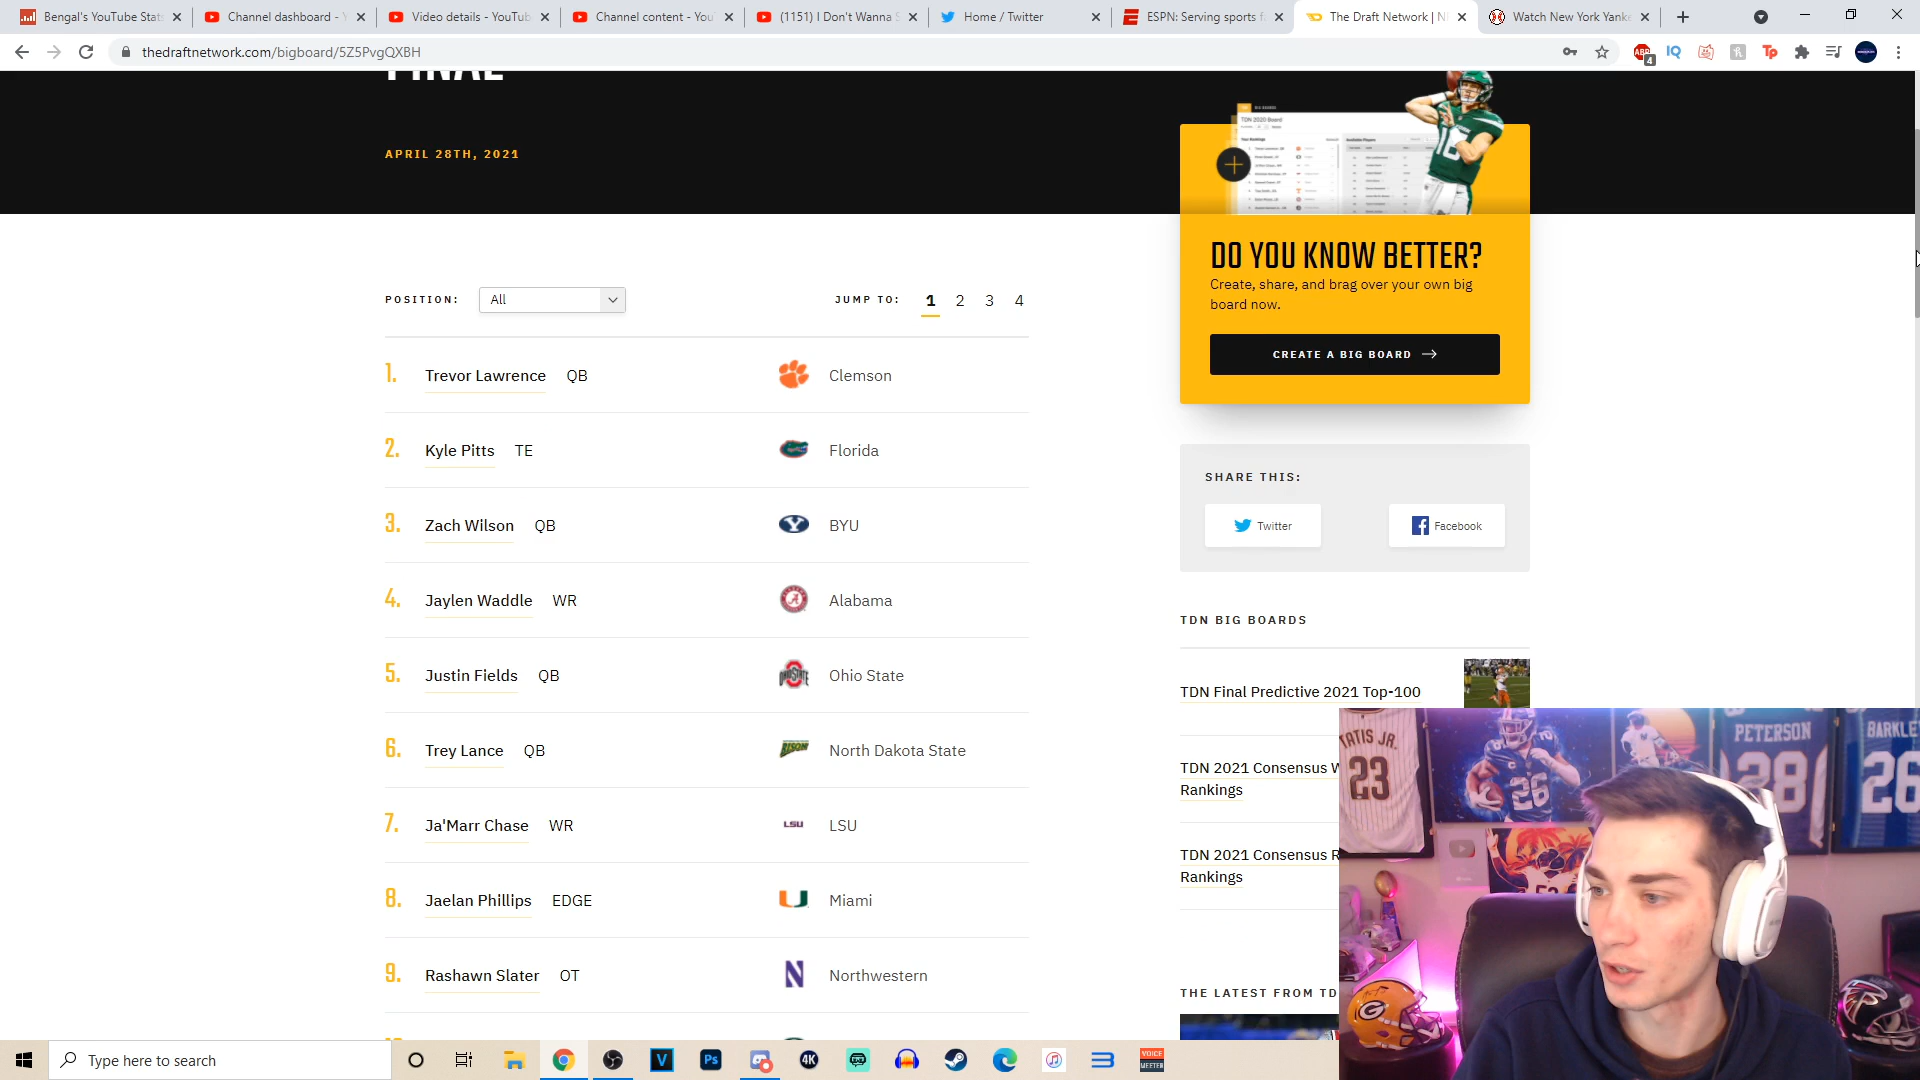 Bengal's YouTube Stats
Channel dashboard - Y
Video details - YouTub
Channel content - You
(1151) I Don't Wanna S
Home / Twitter
ESPN: Serving sports f
The Draft Network | N
Watch New York Yanke
thedraftnetwork.com/bigboard/5Z5PvgQXBH
FINAL
APRIL 28TH, 2021
DO YOU KNOW BETTER?
Create, share, and brag over your own big
board now.
CREATE A BIG BOARD
POSITION: All
JUMP TO: 1 2 3 4
1. Trevor Lawrence QB Clemson
2. Kyle Pitts TE Florida
3. Zach Wilson QB BYU
4. Jaylen Waddle WR Alabama
5. Justin Fields QB Ohio State
6. Trey Lance QB North Dakota State
7. Ja'Marr Chase WR LSU
8. Jaelan Phillips EDGE Miami
9. Rashawn Slater OT Northwestern
SHARE THIS:
Twitter
Facebook
TDN BIG BOARDS
TDN Final Predictive 2021 Top-100
TDN 2021 Consensus W
Rankings
TDN 2021 Consensus R
Rankings
THE LATEST FROM TD
TATIS JR.
23
26
PETERSON
28
BARKLE
26
Type here to search